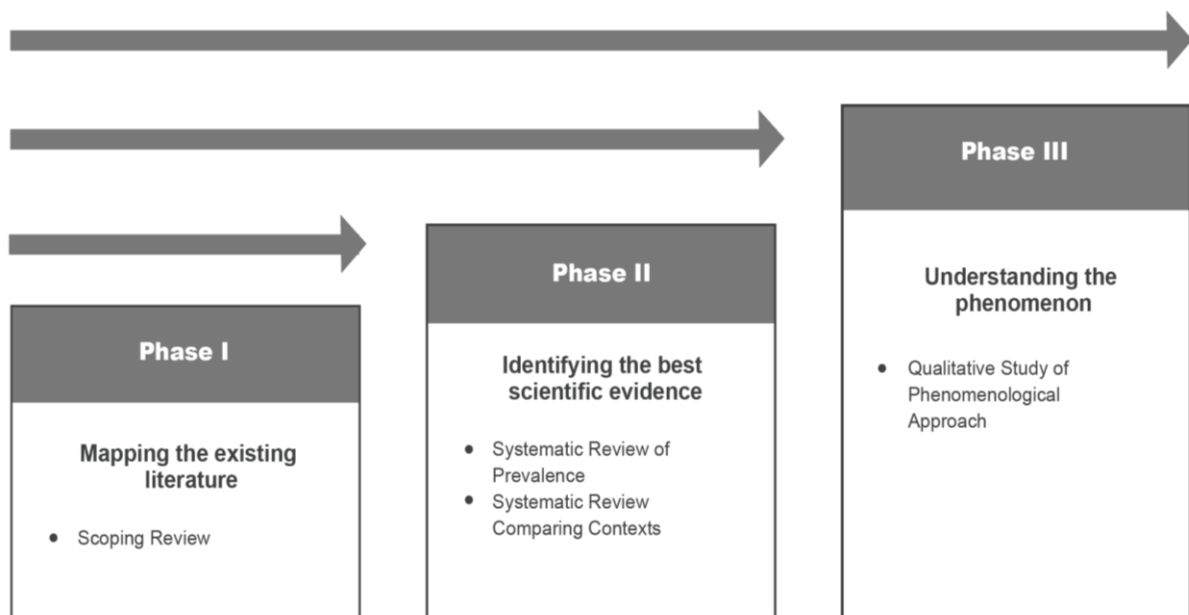 Phase I
Mapping the existing
literature
• Scoping Review
Phase II
Identifying the best
scientific evidence
• Systematic Review of
Prevalence
• Systematic Review
Comparing Contexts
Phase III
Understanding the
phenomenon
• Qualitative Study of
Phenomenological
Approach